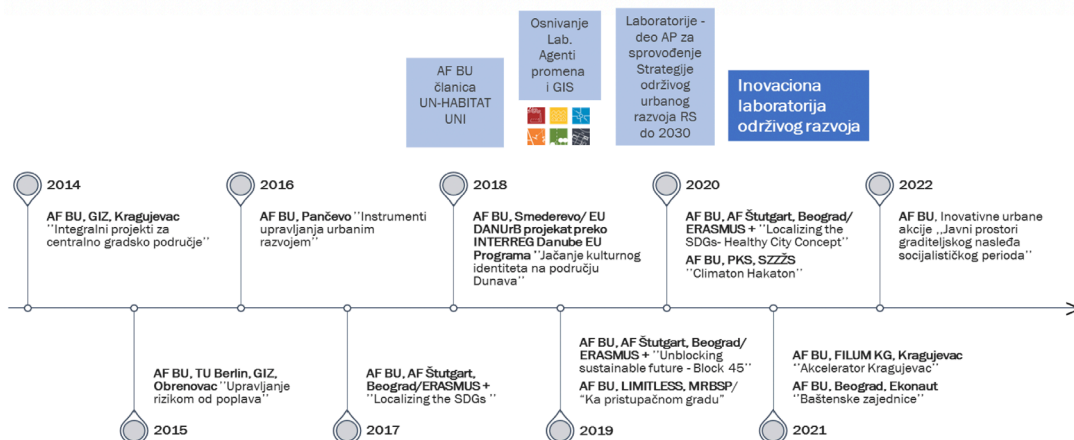 AF BU
članica
UN-HABITAT
UNI
Osnivanje
Lab.
Agenti
promena
i GIS
Laboratorije -
deo AP za
sprovođenje
Strategije
održivog
urbanog
razvoja RS
do 2030
Inovaciona
laboratorija
održivog razvoja
2014
AF BU, GIZ, Kragujevac
''Integralni projekti za
centralno gradsko područje''
2016
AF BU, Pančevo ''Instrumenti
upravljanja urbanim
razvojem''
2018
AF BU, Smederevo/ EU
DANUrB projekat preko
INTERREG Danube EU
Programa ''Jačanje kulturnog
identiteta na području
Dunava''
2020
AF BU, AF Štutgart, Beograd/
ERASMUS + ''Localizing the
SDGs- Healthy City Concept''
AF BU, PKS, SZZŽS
''Climaton Hakaton''
2022
AF BU, Inovativne urbane
akcije ,,Javni prostori
graditeljskog nasleđa
socijalističkog perioda''
AF BU, TU Berlin, GIZ,
Obrenovac ''Upravljanje
rizikom od poplava''
2015
AF BU, AF Štutgart,
Beograd/ERASMUS +
''Localizing the SDGs ''
2017
AF BU, AF Štutgart, Beograd/
ERASMUS + ''Unblocking
sustainable future - Block 45''
AF BU, LIMITLESS, MRBSP/
“Ka pristupačnom gradu”
2019
AF BU, FILUM KG, Kragujevac
‘’Akcelerator Kragujevac’’
AF BU, Beograd, Ekonaut
‘’Baštenske zajednice’’
2021